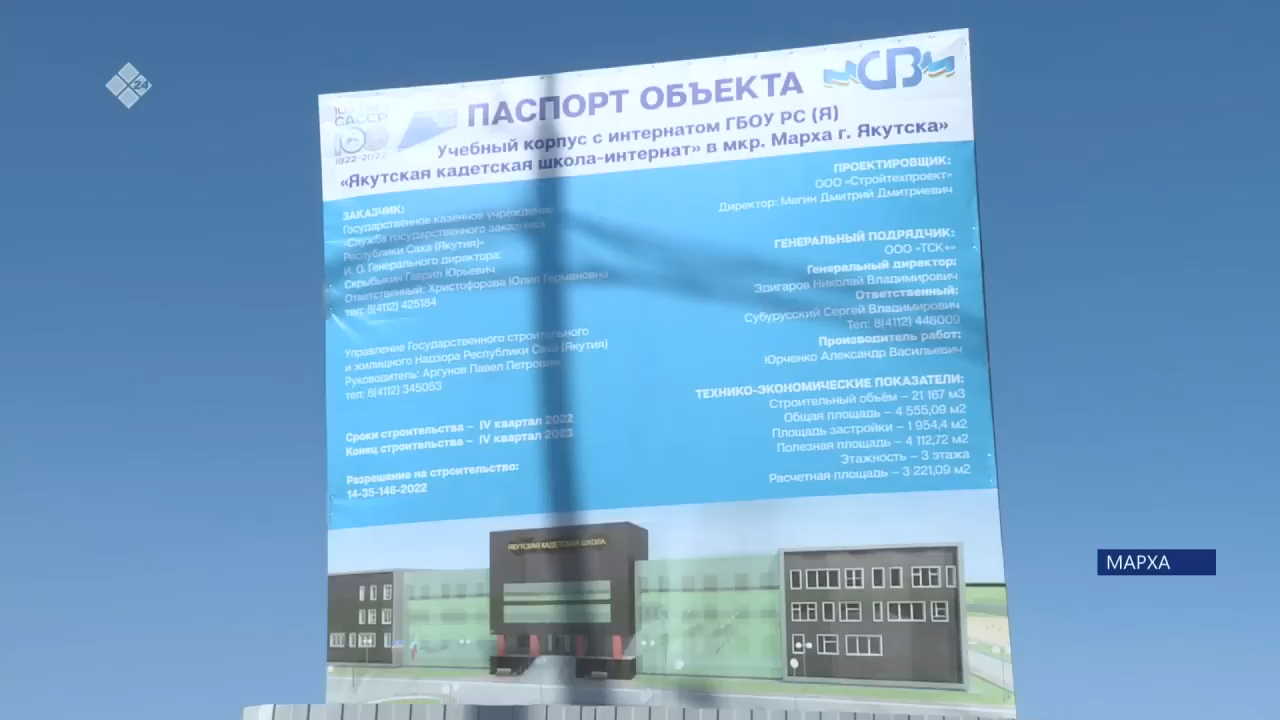 Х24
САССР
100
1922-2022
СВ
ПАСПОРТ ОБЪЕКТА
Учебный корпус с интернатом ГБОУ РС (Я)
«Якутская кадетская школа-интернат» в мкр. Марха г. Якутска»
ЗАКАЗЧИК:
Государственное казенное учреждение
«Служба государственного заказчика
Республики Саха (Якутия)»
И. О. Генерального директора:
Скрыбыкин Гаврил Юрьевич
Ответственный: Христофорова Юлия Германовна
тел: 8(4112) 425184
Управление Государственного строительного
и жилищного Надзора Республики Саха (Якутия)
Руководитель: Аргунов Павел Петрович
тел: 8(4112) 345053
Сроки строительства – IV квартал 2022
Конец строительства – IV квартал 2023
Разрешение на строительство:
14-35-146-2022
ПРОЕКТИРОВЩИК:
ООО «Стройтехпроект»
Директор: Мегин Дмитрий Дмитриевич
ГЕНЕРАЛЬНЫЙ ПОДРЯДЧИК:
ООО «ТСК+»
Генеральный директор:
Эдигаров Николай Владимирович
Ответственный:
Субурусский Сергей Владимирович
Тел: 8(4112) 448009
Производитель работ:
Юрченко Александр Васильевич
ТЕХНИКО-ЭКОНОМИЧЕСКИЕ ПОКАЗАТЕЛИ:
Строительный объём – 21 167 м3
Общая площадь – 4 555,09 м2
Площадь застройки – 1 954,4 м2
Полезная площадь – 4 112,72 м2
Этажность – 3 этажа
Расчетная площадь – 3 221,09 м2
ЯКУТСКАЯ КАДЕТСКАЯ ШКОЛА
МАРХА